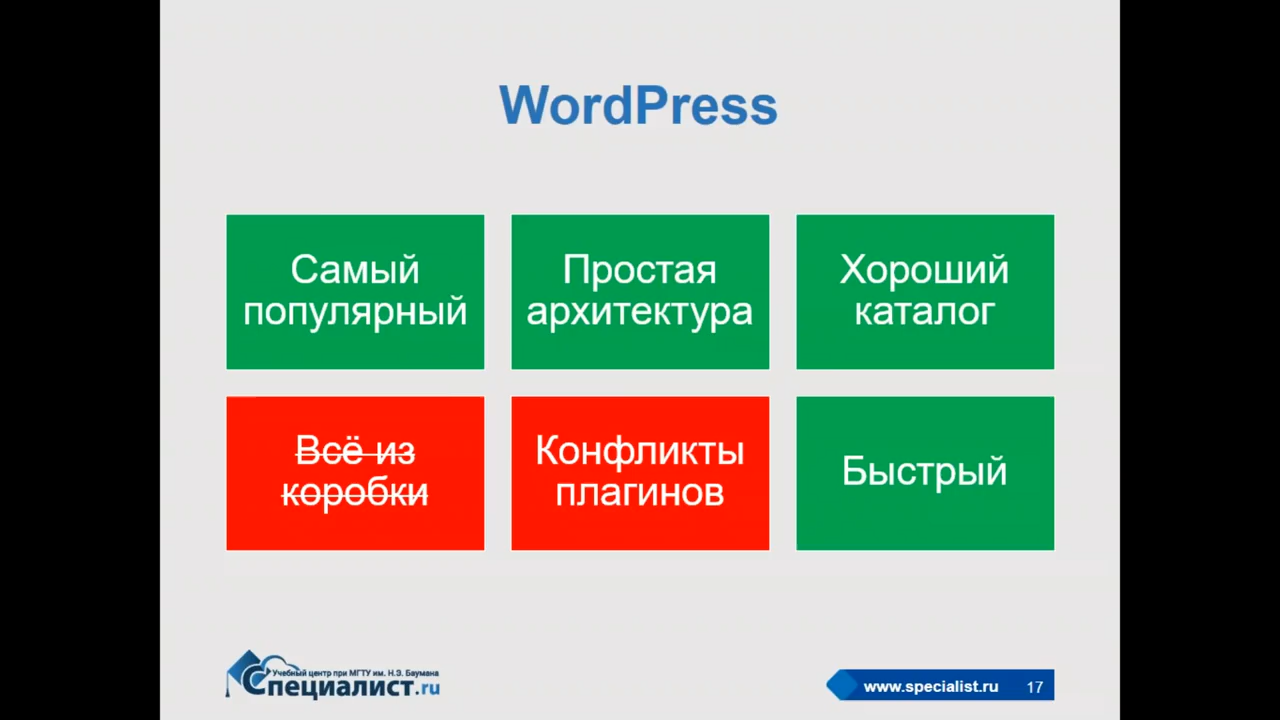 WordPress
Самый
популярный
Простая
архитектура
Хороший
каталог
Всё из
коробки
Конфликты
плагинов
Быстрый
Учебный центр при МГТУ им. Н.Э. Баумана
Специалист.ru
www.specialist.ru 17